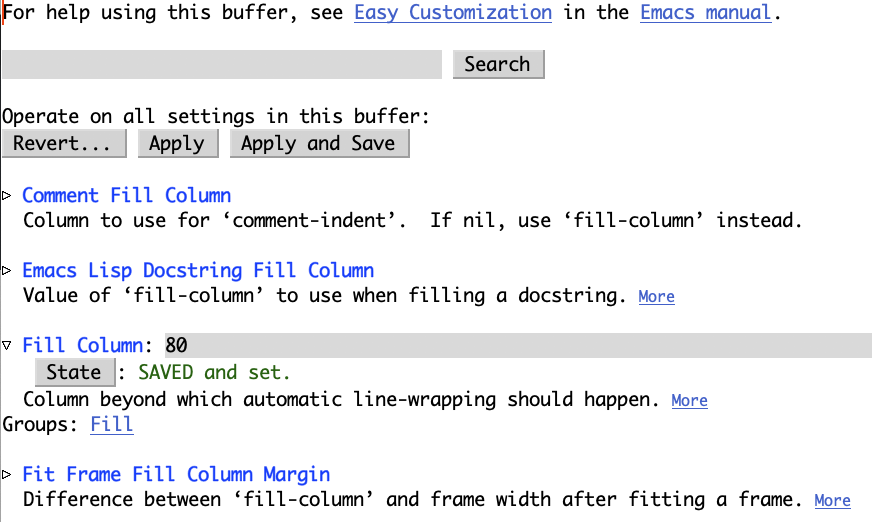 For help using this buffer, see Easy Customization in the Emacs manual.
Search
Operate on all settings in this buffer:
Revert... Apply Apply and Save
Comment Fill Column
Column to use for ‘comment-indent’.  If nil, use ‘fill-column’ instead.
Emacs Lisp Docstring Fill Column
Value of ‘fill-column’ to use when filling a docstring. More
Fill Column: 80
State : SAVED and set.
Column beyond which automatic line-wrapping should happen. More
Groups: Fill
Fit Frame Fill Column Margin
Difference between ‘fill-column’ and frame width after fitting a frame. More